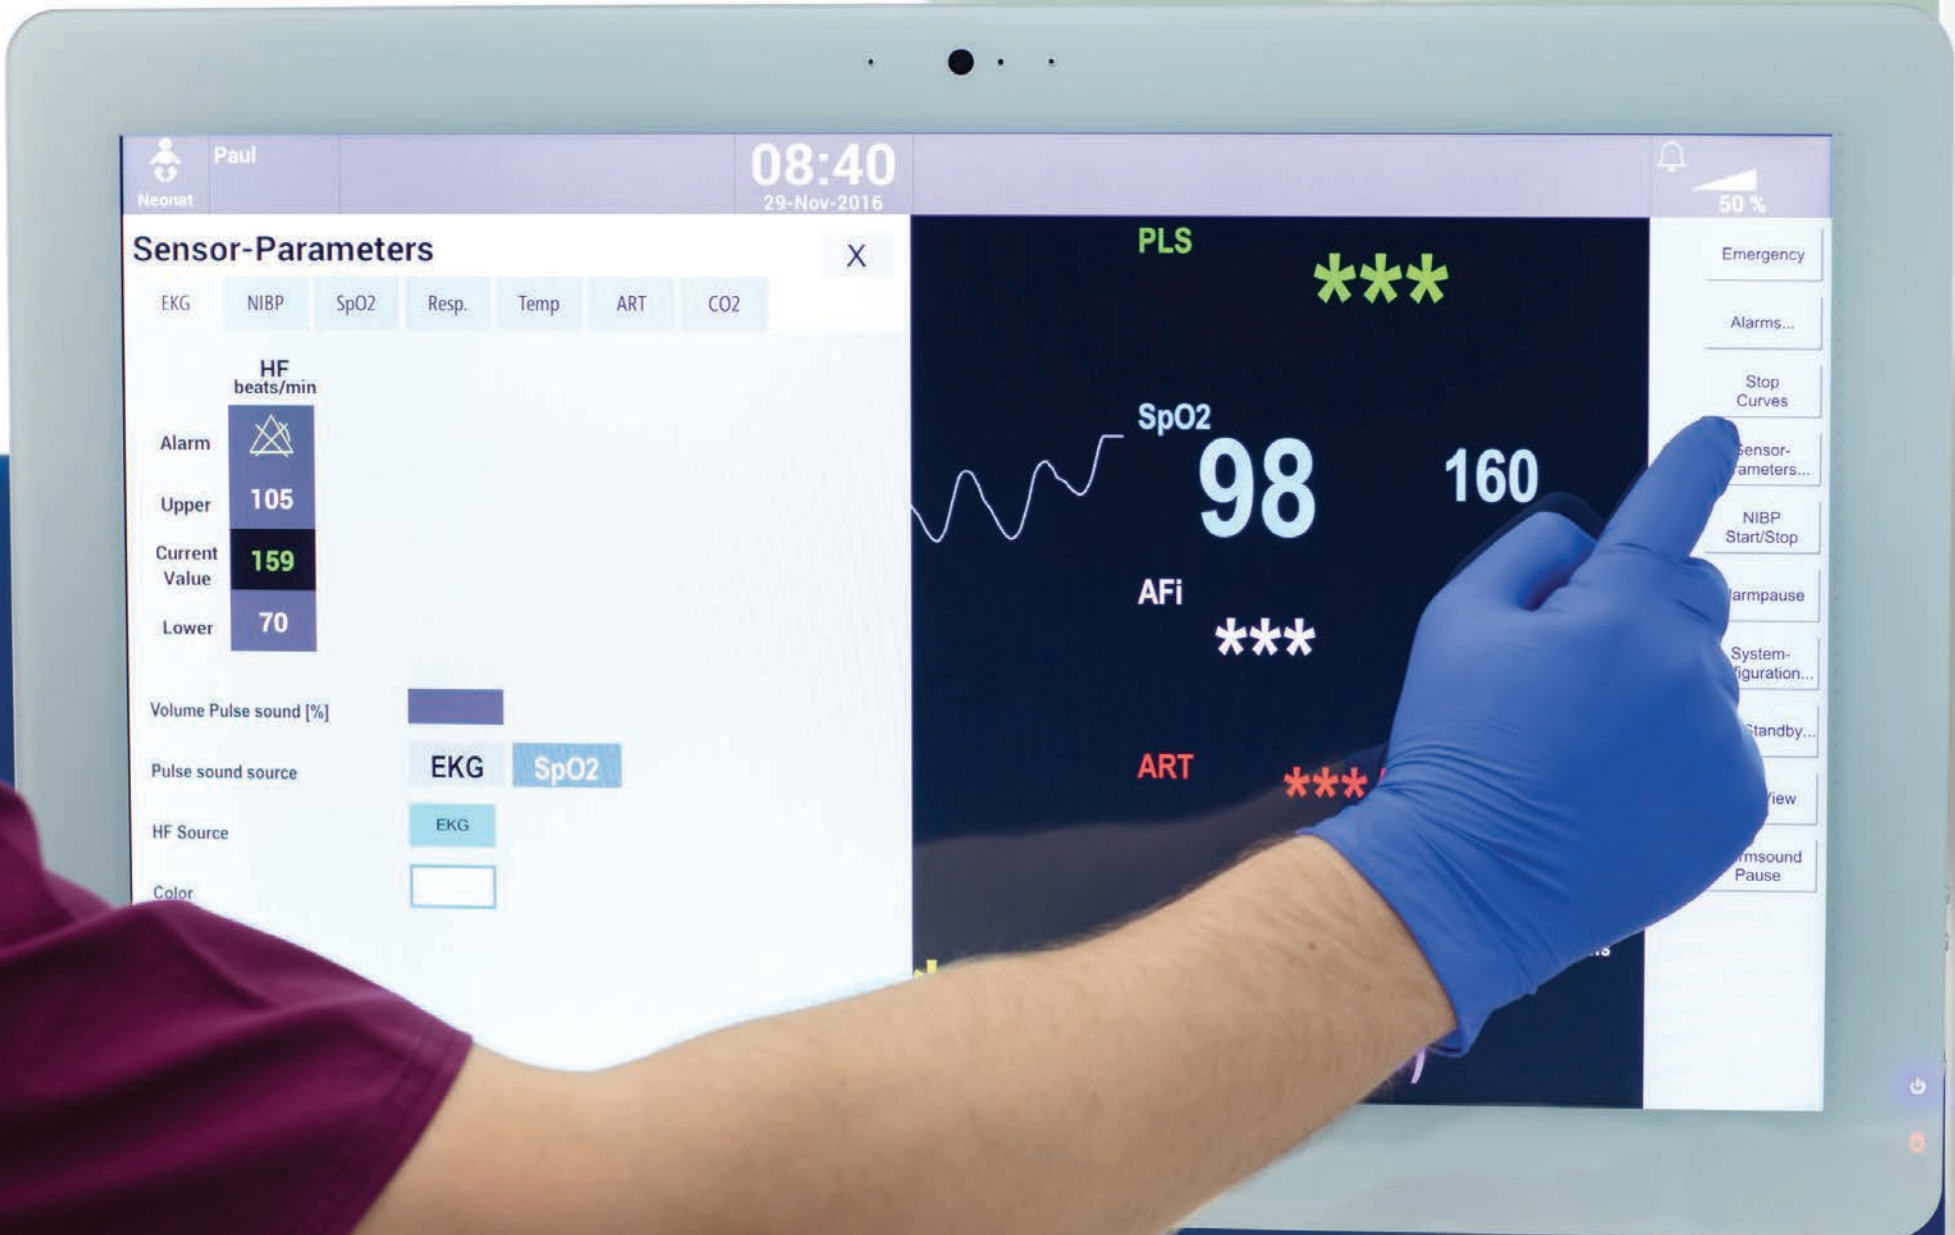 Paul
Neonat
08:40
29-Nov-2016
50 %
Sensor-Parameters
X
EKG NIBP SpO2 Resp. Temp ART CO2
HF
beats/min
Alarm
Upper 105
Current
Value
159
Lower 70
Volume Pulse sound [%]
Pulse sound source EKG SpO2
HF Source EKG
Color
PLS
***
SpO2
98 160
AFi
***
ART
***
Emergency
Alarms...
Stop
Curves
NIBP
Start/Stop
Pause